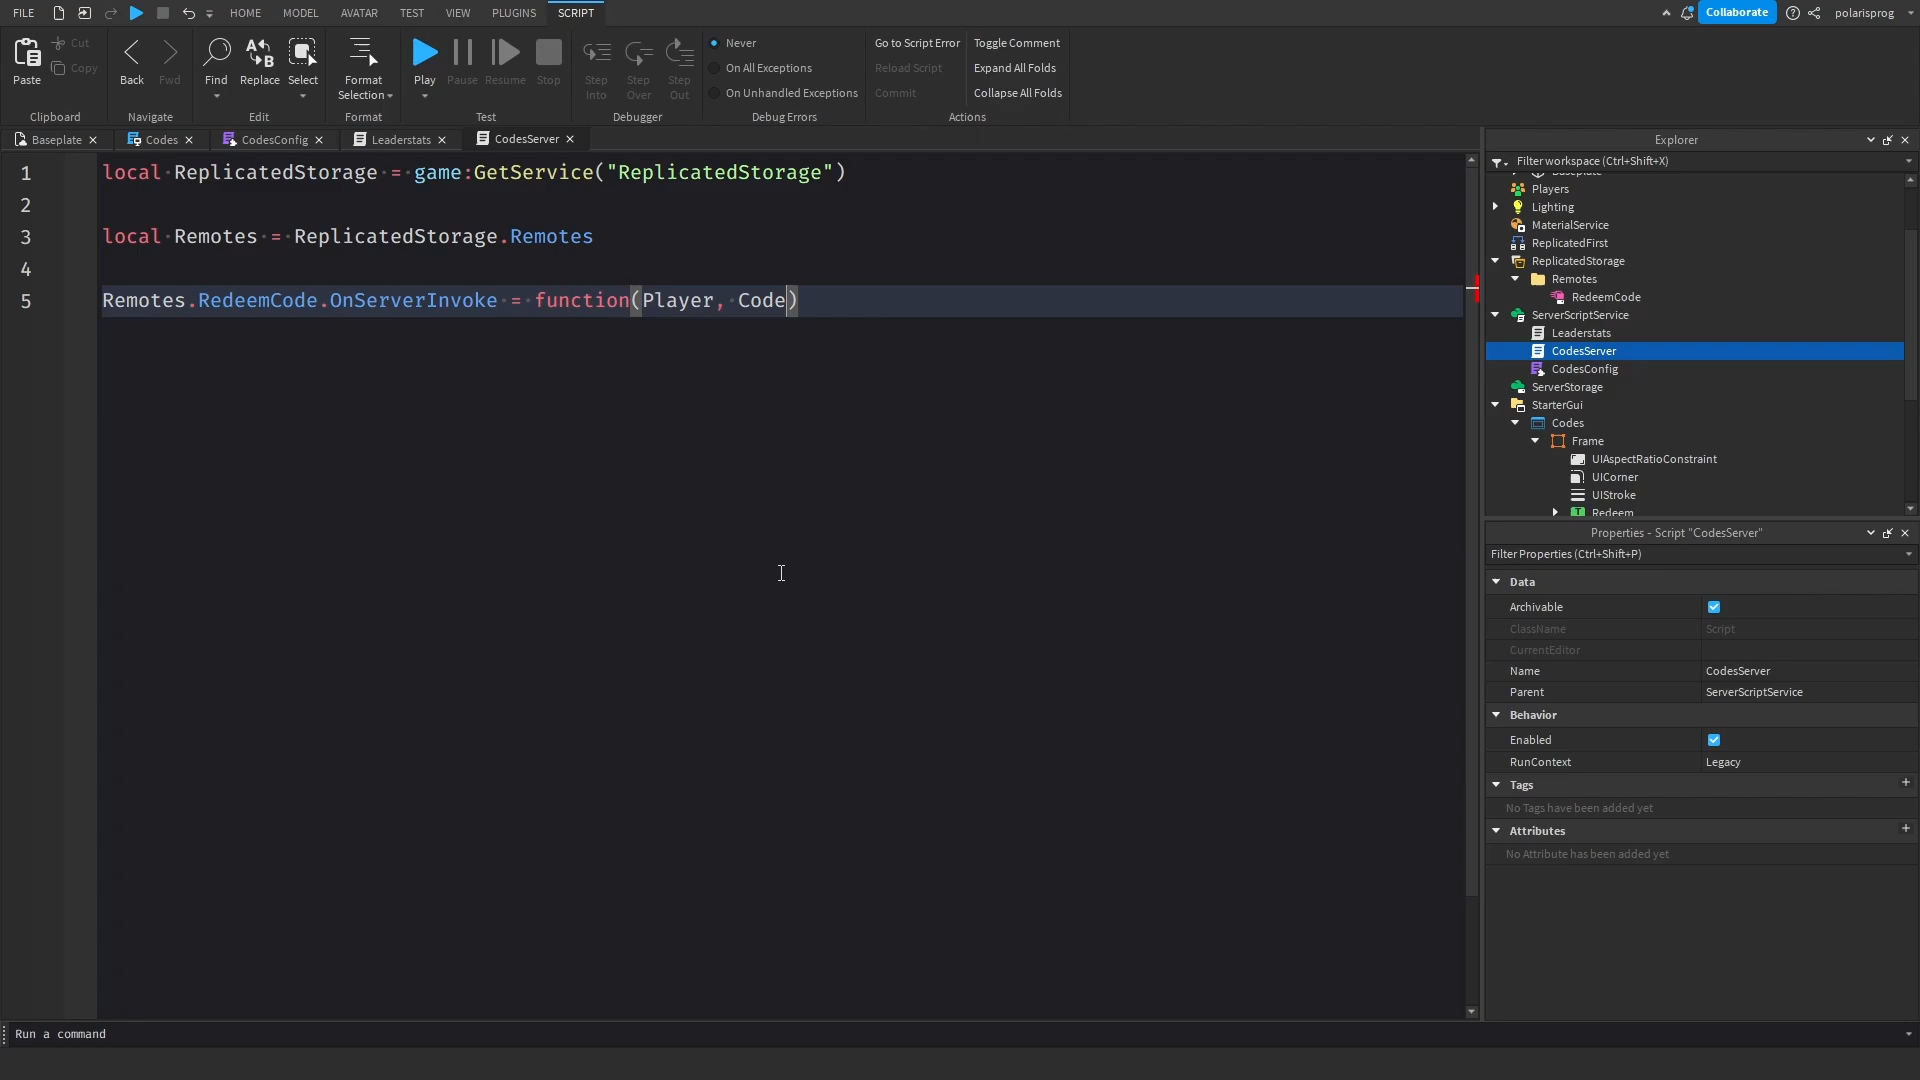 FILE HOME MODEL AVATAR TEST VIEW PLUGINS SCRIPT Collaborate polarisprog
Paste Cut Copy
Clipboard
Back Fwd
Navigate
Find Replace Select
Edit
Format Selection
Format
Play Pause Resume Stop
Test
Step Into Step Over Step Out
Debugger
Never
On All Exceptions
On Unhandled Exceptions
Debug Errors
Go to Script Error Toggle Comment
Reload Script Expand All Folds
Commit Collapse All Folds
Actions
Baseplate Codes CodesConfig Leaderstats CodesServer
1 local ReplicatedStorage = game:GetService("ReplicatedStorage")
2
3 local Remotes = ReplicatedStorage.Remotes
4
5 Remotes.RedeemCode.OnServerInvoke = function(Player, Code)
Explorer
Filter workspace (Ctrl+Shift+X)
Baseplate
Players
Lighting
MaterialService
ReplicatedFirst
ReplicatedStorage
Remotes
RedeemCode
ServerScriptService
Leaderstats
CodesServer
CodesConfig
ServerStorage
StarterGui
Codes
Frame
UIAspectRatioConstraint
UICorner
UIStroke
Redeem
Properties - Script "CodesServer"
Filter Properties (Ctrl+Shift+P)
Data
Archivable
ClassName Script
CurrentEditor
Name CodesServer
Parent ServerScriptService
Behavior
Enabled
RunContext Legacy
Tags
No Tags have been added yet
Attributes
No Attribute has been added yet
Run a command